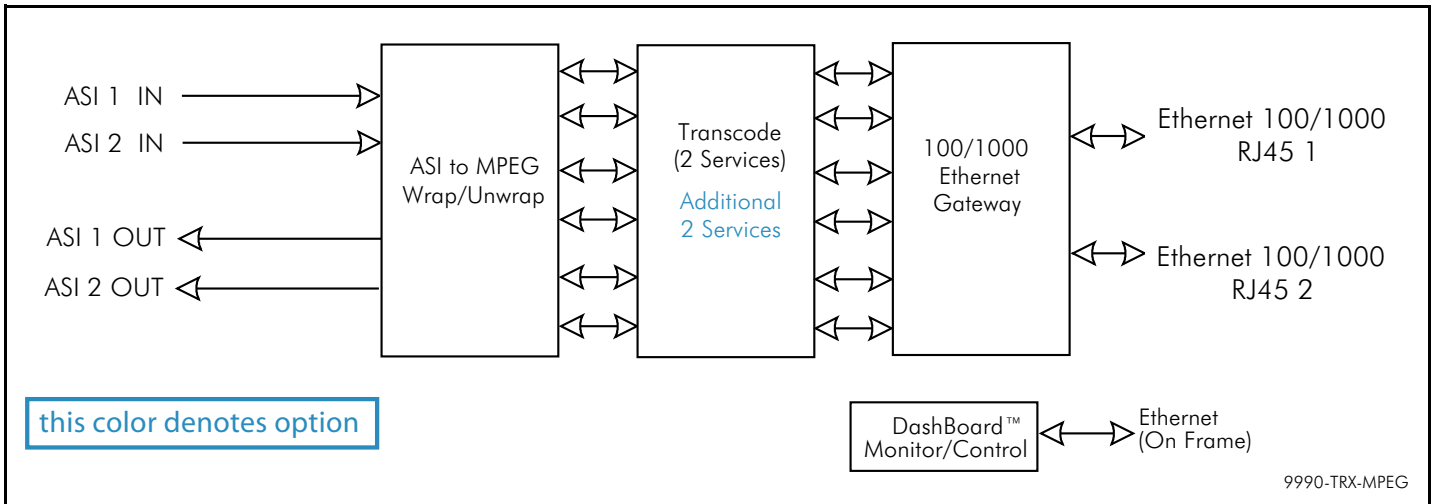 ASI 1 IN
ASI 2 IN
ASI 1 OUT
ASI 2 OUT
ASI to MPEG
Wrap/Unwrap
Transcode
(2 Services)
Additional
2 Services
100/1000
Ethernet
Gateway
Ethernet 100/1000
RJ45 1
Ethernet 100/1000
RJ45 2
this color denotes option
DashBoard™
Monitor/Control
Ethernet
(On Frame)
9990-TRX-MPEG